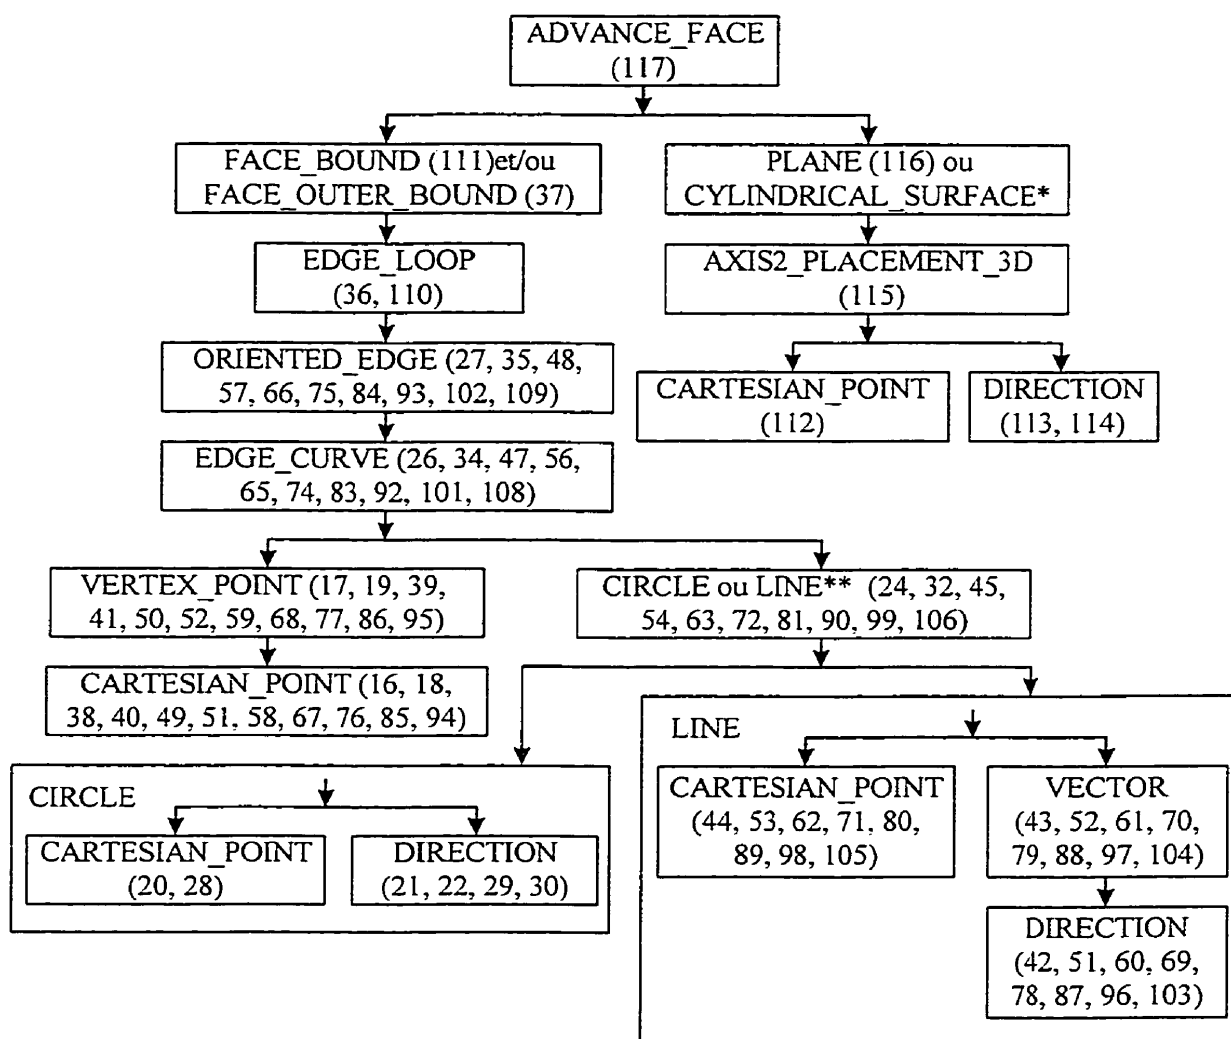 ADVANCE_FACE
(117)
FACE_BOUND (111)et/ou
FACE_OUTER_BOUND (37)
PLANE (116) ou
CYLINDRICAL_SURFACE*
EDGE_LOOP
(36, 110)
AXIS2_PLACEMENT_3D
(115)
ORIENTED_EDGE (27, 35, 48,
57, 66, 75, 84, 93, 102, 109)
CARTESIAN_POINT
(112)
DIRECTION
(113, 114)
EDGE_CURVE (26, 34, 47, 56,
65, 74, 83, 92, 101, 108)
VERTEX_POINT (17, 19, 39,
41, 50, 52, 59, 68, 77, 86, 95)
CIRCLE ou LINE** (24, 32, 45,
54, 63, 72, 81, 90, 99, 106)
CARTESIAN_POINT (16, 18,
38, 40, 49, 51, 58, 67, 76, 85, 94)
CIRCLE
CARTESIAN_POINT
(20, 28)
DIRECTION
(21, 22, 29, 30)
LINE
CARTESIAN_POINT
(44, 53, 62, 71, 80,
89, 98, 105)
VECTOR
(43, 52, 61, 70,
79, 88, 97, 104)
DIRECTION
(42, 51, 60, 69,
78, 87, 96, 103)